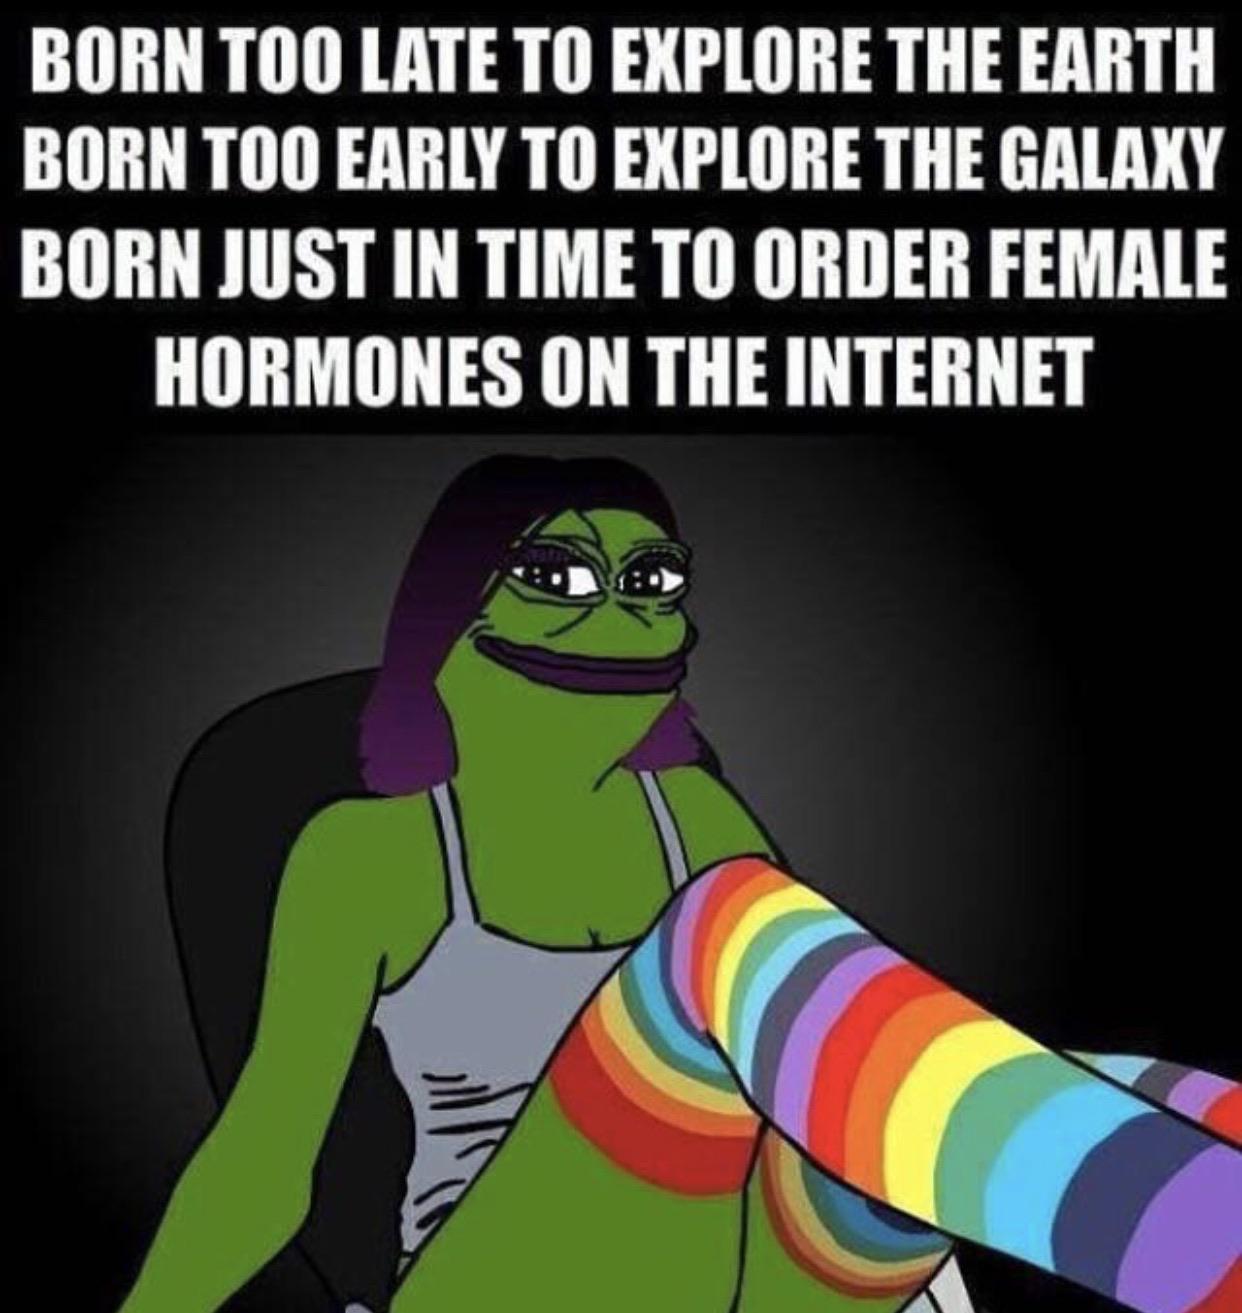 BORN TOO LATE TO EXPLORE THE EARTH
BORN TOO EARLY TO EXPLORE THE GALAXY
BORN JUST IN TIME TO ORDER FEMALE
HORMONES ON THE INTERNET